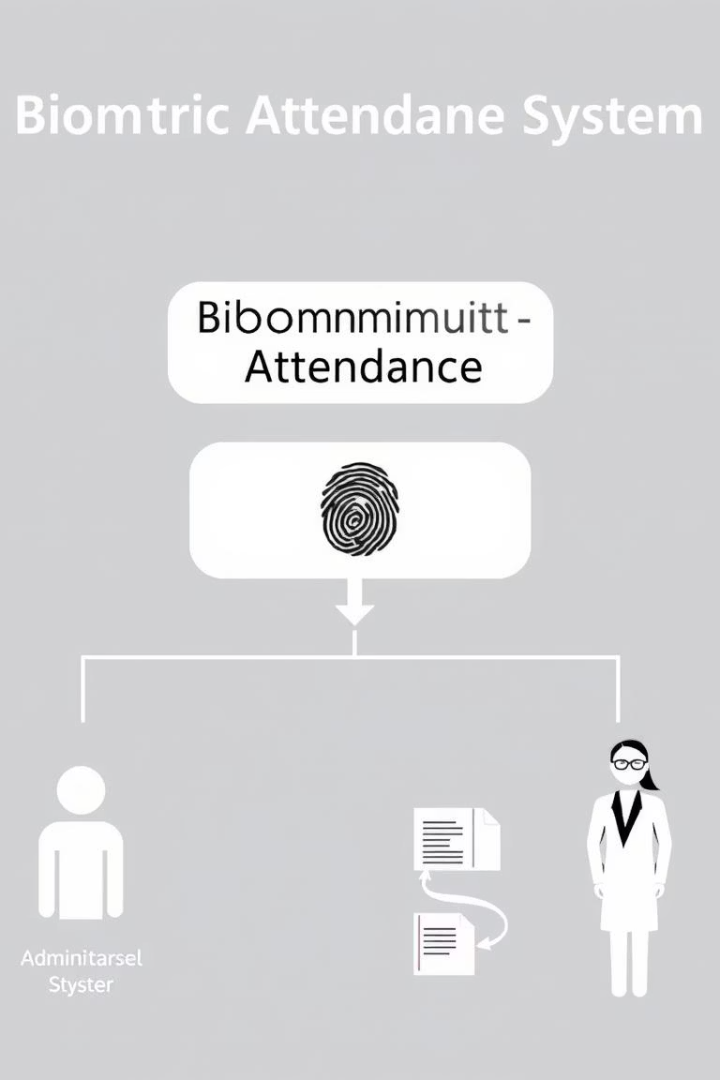 Biomtric Attendane System
Bibomnmimuitt-
Attendance
Adminitarsel
Styster